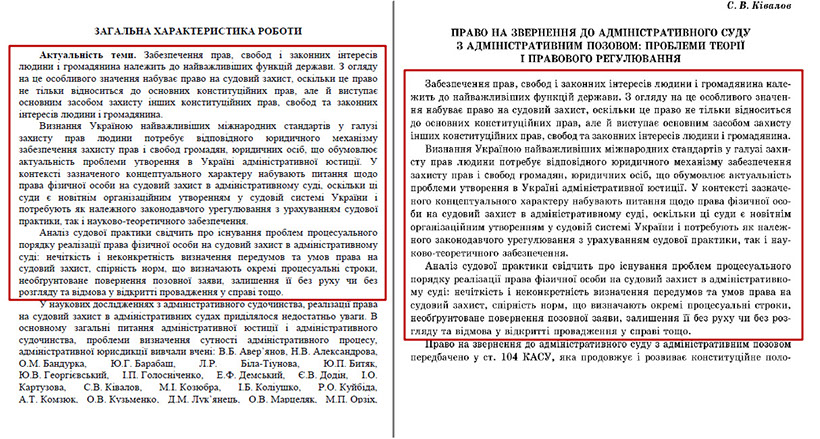 ЗАГАЛЬНА ХАРАКТЕРИСТИКА РОБОТИ
Актуальність теми. Забезпечення прав, свобод і законних інтересів
людини і громадянина належить до найважливіших функцій держави. З огляду
на це особливого значення набуває право на судовий захист, оскільки це право
не тільки відноситься до основних конституційних прав, але й виступає
основним засобом захисту інших конституційних прав, свобод та законних
інтересів людини і громадянина.
Визнання Україною найважливіших міжнародних стандартів у галузі
захисту прав людини потребує відповідного юридичного механізму
забезпечення захисту прав і свобод громадян, юридичних осіб, що обумовлює
актуальність проблеми утворення в Україні адміністративної юстиції. У
контексті зазначеного концептуального характеру набувають питання щодо
права фізичної особи на судовий захист в адміністративному суді, оскільки ці
суди є новітнім організаційним утворенням у судовій системі України і
потребують як належного законодавчого урегулювання з урахуванням судової
практики, так і науково-теоретичного забезпечення.
Аналіз судової практики свідчить про існування проблем процесуального
порядку реалізації права фізичної особи на судовий захист в адміністративному
суді: нечіткість і неконкретність визначення передумов та умов права на
судовий захист, спірність норм, що визначають окремі процесуальні строки,
необґрунтоване повернення позовної заяви, залишення її без руху чи без
розгляду та відмова у відкритті провадження у справі тощо.
У наукових дослідженнях з адміністративного судочинства, реалізації права
на судовий захист в адміністративних судах приділялося недостатньо уваги. В
основному загальні питання адміністративної юстиції і адміністративного
судочинства, проблеми визначення сутності адміністративного процесу,
адміністративної юрисдикції вивчали вчені: В.Б. Авер'янов, Н.В. Александрова,
О.М. Бандурка, Ю.Г. Барабаш, Л.Р. Біла-Тіунова, Ю.П. Битяк,
Ю.В. Георгієвський, І.П. Голосніченко, Е.Ф. Демський, Є.В. Додін, І.О.
Картузова, С.В. Ківалов, М.І. Козюбра, І.Б. Коліушко, Р.О. Куйбіда,
А.Т. Комзюк, О.В. Кузьменко, Д.М. Лук'янець, О.В. Марцеляк, М.П. Орзіх,
С. В. Ківалов
ПРАВО НА ЗВЕРНЕННЯ ДО АДМІНІСТРАТИВНОГО СУДУ
З АДМІНІСТРАТИВНИМ ПОЗОВОМ: ПРОБЛЕМИ ТЕОРІЇ
І ПРАВОВОГО РЕГУЛЮВАННЯ
Забезпечення прав, свобод і законних інтересів людини і громадянина нале-
жить до найважливіших функцій держави. З огляду на це особливого значен-
ня набуває право на судовий захист, оскільки це право не тільки відноситься
до основних конституційних прав, але й виступає основним засобом захисту
інших конституційних прав, свобод та законних інтересів людини і громадянина.
Визнання Україною найважливіших міжнародних стандартів у галузі захи-
сту прав людини потребує відповідного юридичного механізму забезпечення
захисту прав і свобод громадян, юридичних осіб, що обумовлює актуальність
проблеми утворення в Україні адміністративної юстиції. У контексті зазначе-
ного концептуального характеру набувають питання щодо права фізичної осо-
би на судовий захист в адміністративному суді, оскільки ці суди є новітнім
організаційним утворенням у судовій системі України і потребують як належ-
ного законодавчого урегулювання з урахуванням судової практики, так і нау-
ково-теоретичного забезпечення.
Аналіз судової практики свідчить про існування проблем процесуального
порядку реалізації права фізичної особи на судовий захист в адміністративно-
му суді: нечіткість і неконкретність визначення передумов та умов права на
судовий захист, спірність норм, що визначають окремі процесуальні строки,
необґрунтоване повернення позовної заяви, залишення її без руху чи без роз-
гляду та відмова у відкритті провадження у справі тощо.
Право на звернення до адміністративного суду з адміністративним позовом
передбачено у ст. 104 КАСУ, яка продовжує і розвиває конституційне поло-